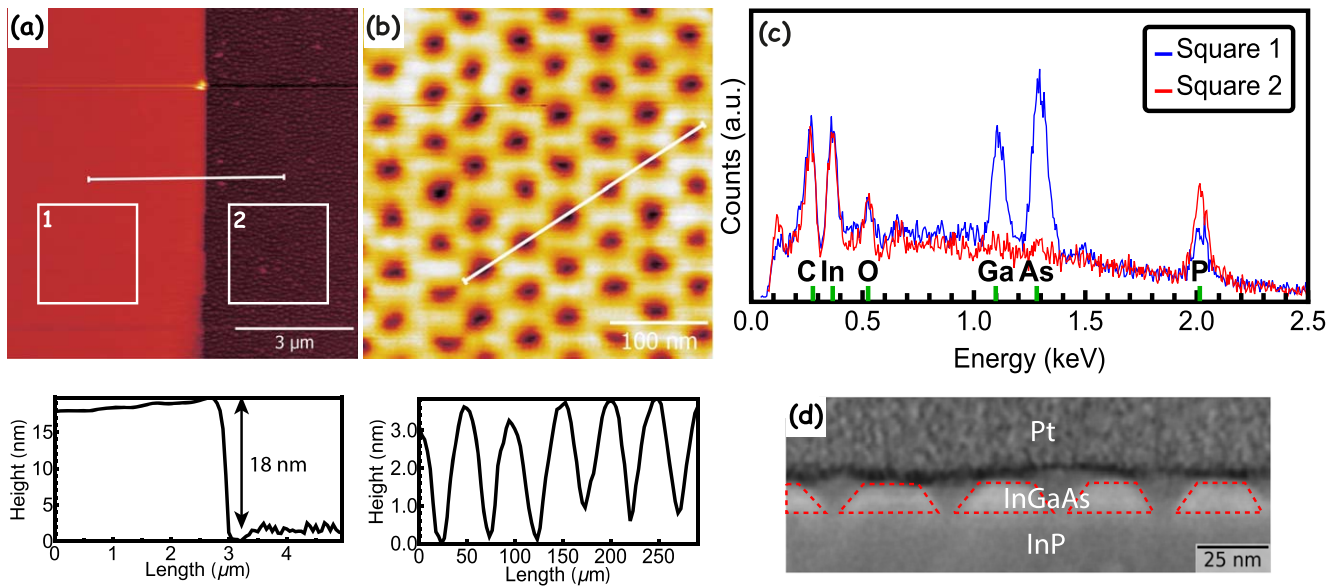 (a)
1
2
3 µm
(b)
100 nm
(c)
Square 1
Square 2
Counts (a.u.)
C In O Ga As P
0.0 0.5 1.0 1.5 2.0 2.5
Energy (keV)
Height (nm)
15
10
5
0
18 nm
0 1 2 3 4
Length (µm)
Height (nm)
3.0
2.0
1.0
0.0
0 50 100 150 200 250
Length (µm)
(d)
Pt
InGaAs
InP
25 nm